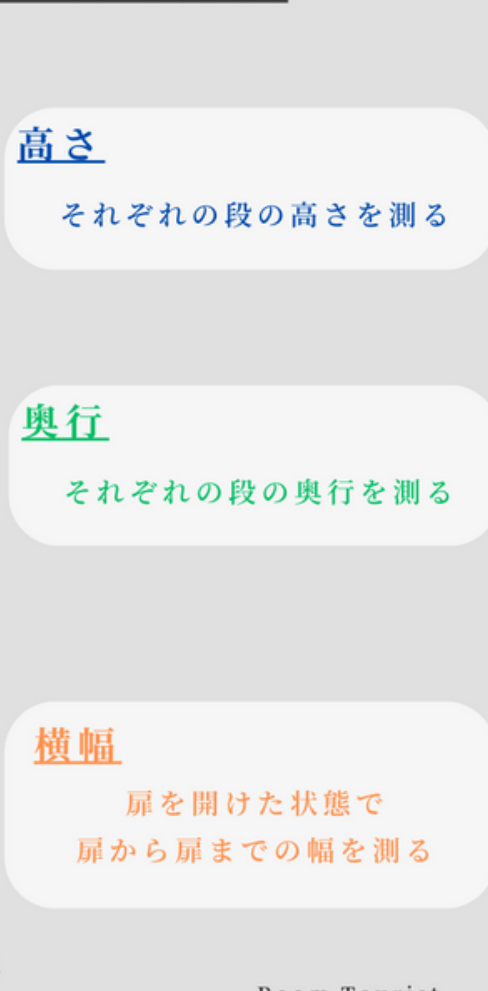 高さ
それぞれの段の高さを測る
奥行
それぞれの段の奥行を測る
横幅
扉を開けた状態で
扉から扉までの幅を測る